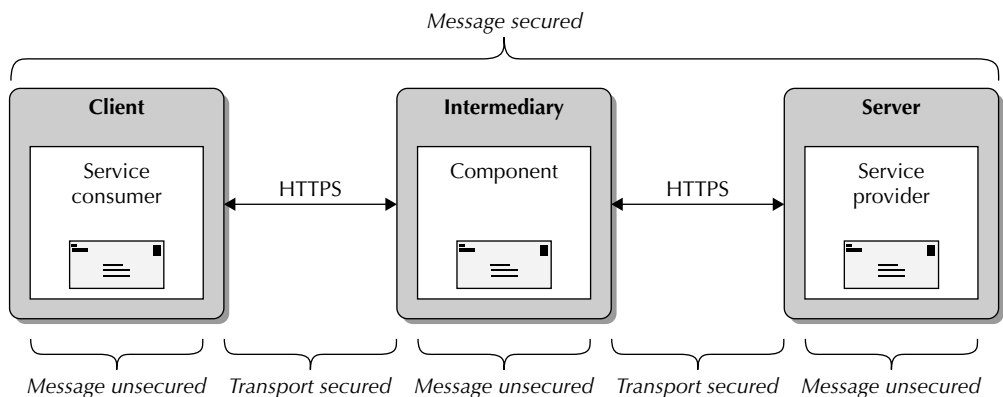 Message secured
Client
Intermediary
Server
Service
consumer
HTTPS
Component
HTTPS
Service
provider
Message unsecured
Transport secured
Message unsecured
Transport secured
Message unsecured